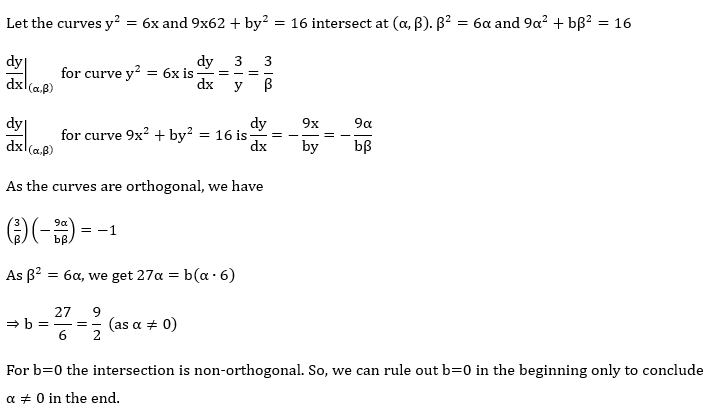 Let the curves y² = 6x and 9x62 + by² = 16 intersect at (α, β). β² = 6α and 9α² + bβ² = 16
dy/dx|(α,β) for curve y² = 6x is dy/dx = 3/y = 3/β
dy/dx|(α,β) for curve 9x² + by² = 16 is dy/dx = − 9x/by = − 9α/bβ
As the curves are orthogonal, we have
(3/β)(− 9α/bβ) = −1
As β² = 6α, we get 27α = b(α · 6)
⇒ b = 27/6 = 9/2 (as α ≠ 0)
For b=0 the intersection is non-orthogonal. So, we can rule out b=0 in the beginning only to conclude
α ≠ 0 in the end.